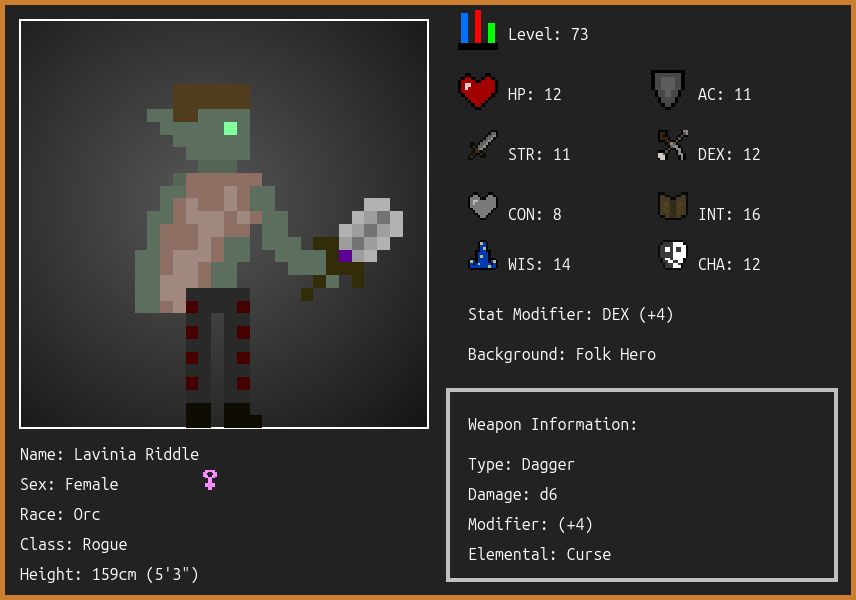 Level: 73
HP: 12
AC: 11
STR: 11
DEX: 12
CON: 8
INT: 16
WIS: 14
CHA: 12
Stat Modifier: DEX (+4)
Background: Folk Hero
Weapon Information:
Type: Dagger
Damage: d6
Modifier: (+4)
Elemental: Curse
Name: Lavinia Riddle
Sex: Female
Race: Orc
Class: Rogue
Height: 159cm (5'3")